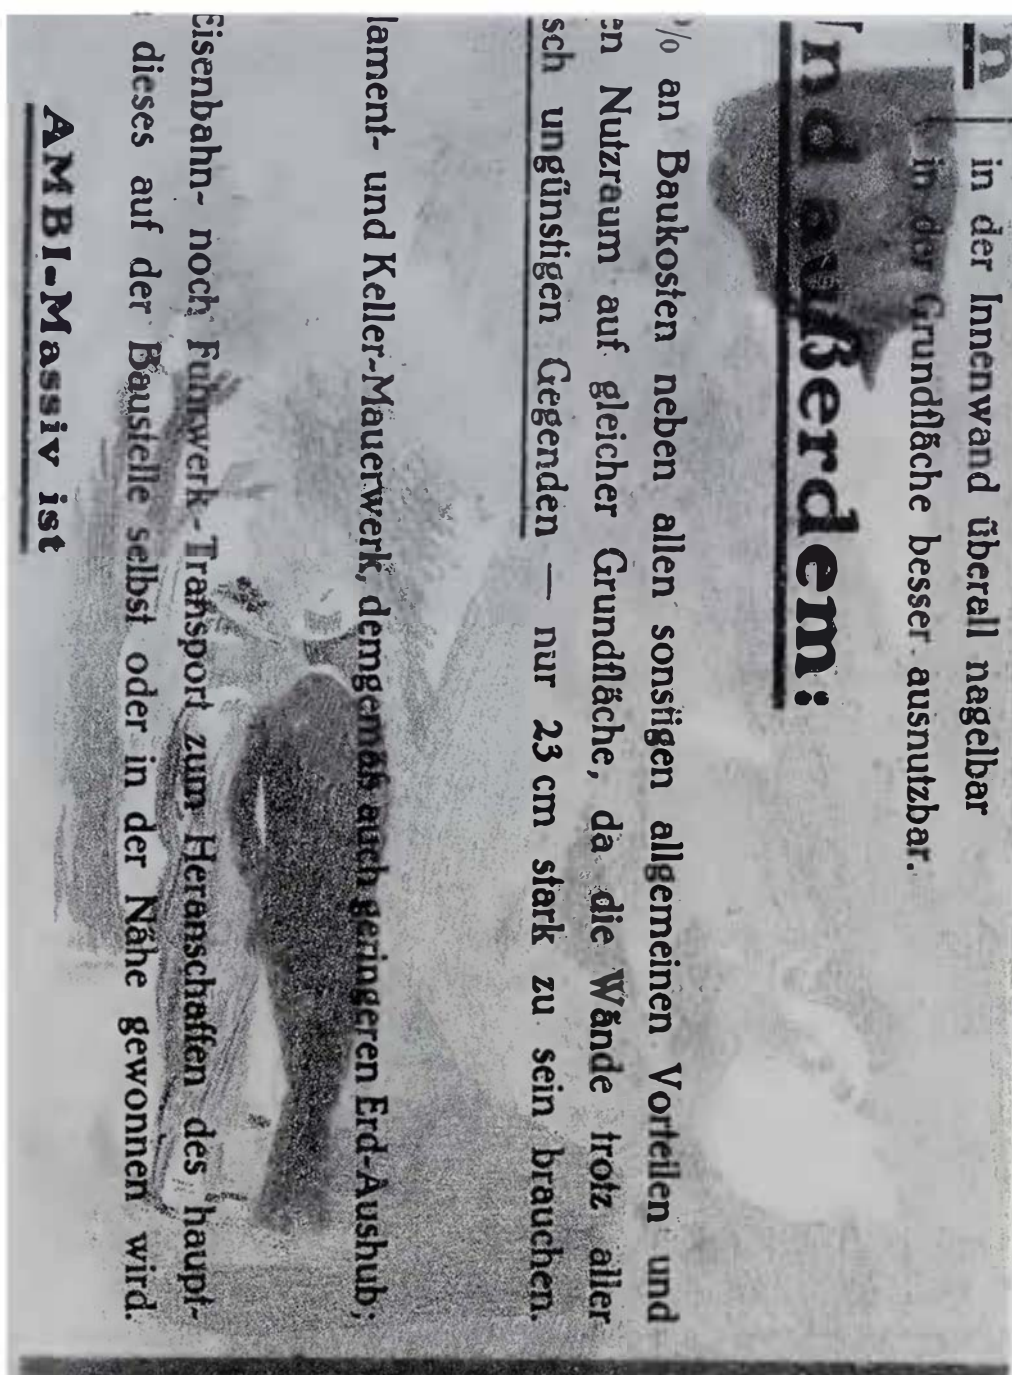 n
in der Innenwand überall nagelbar
in der Grundfläche besser ausnutzbar.
nd außerdem:
% an Baukosten neben allen sonstigen allgemeinen Vorteilen und
en Nutzraum auf gleicher Grundfläche, da die Wände trotz aller
sch ungünstigen Gegenden — nur 23 cm stark zu sein brauchen.
lament- und Keller-Mauerwerk, demgemäß auch geringeren Erd-Aushub;
Eisenbahn- noch Fuhrwerk-Transport zum Heranschaffen des haupt-
dieses auf der Baustelle selbst oder in der Nähe gewonnen wird.
AMBI-Massiv ist